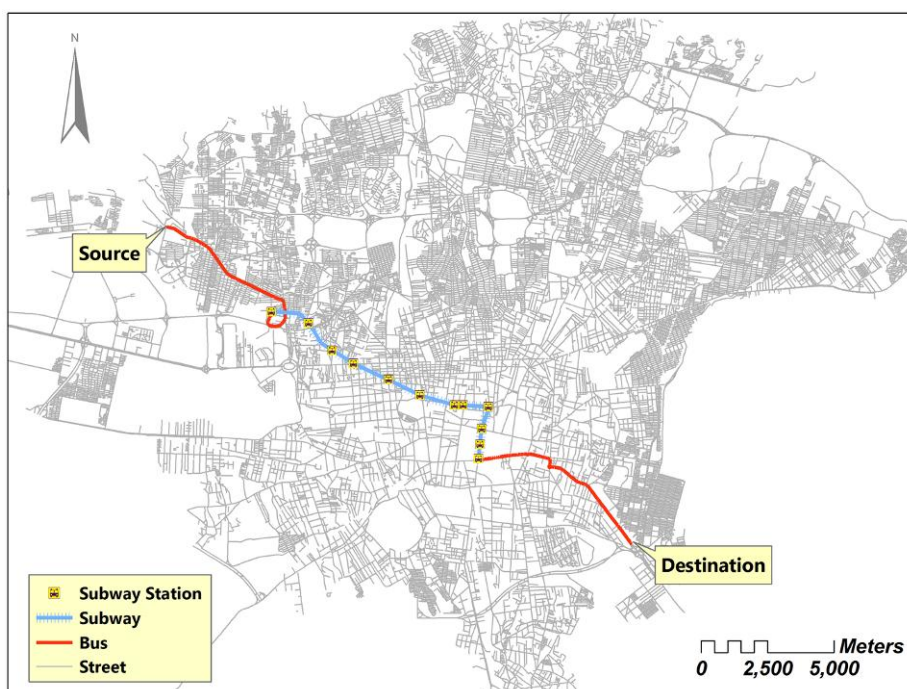 N
Source
Destination
Subway Station
Subway
Bus
Street
Meters
0 2,500 5,000